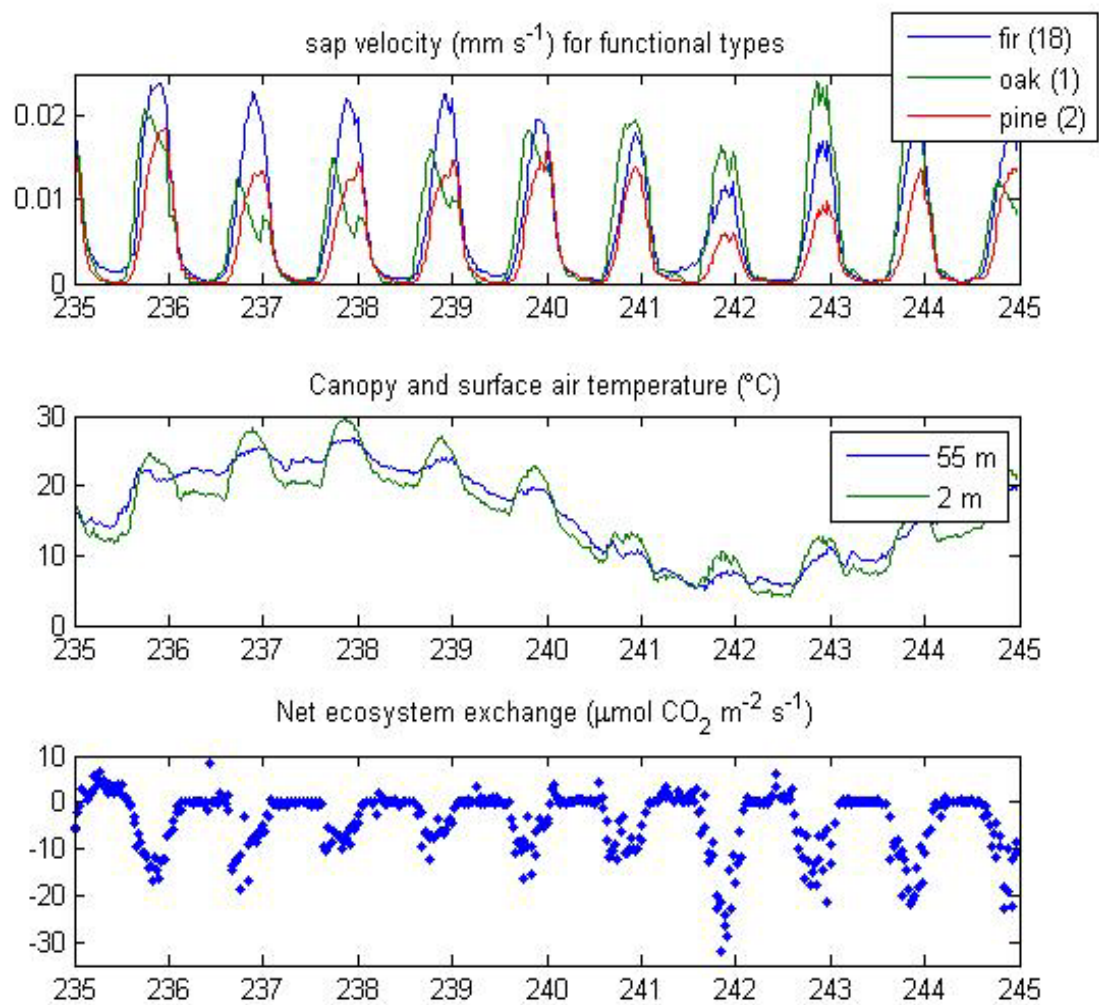 sap velocity (mm s⁻¹) for functional types
fir (18)
oak (1)
pine (2)
0.02
0.01
0
235 236 237 238 239 240 241 242 243 244 245
Canopy and surface air temperature (°C)
30
20
10
0
55 m
2 m
235 236 237 238 239 240 241 242 243 244 245
Net ecosystem exchange (μmol CO₂ m⁻² s⁻¹)
10
0
-10
-20
-30
235 236 237 238 239 240 241 242 243 244 245